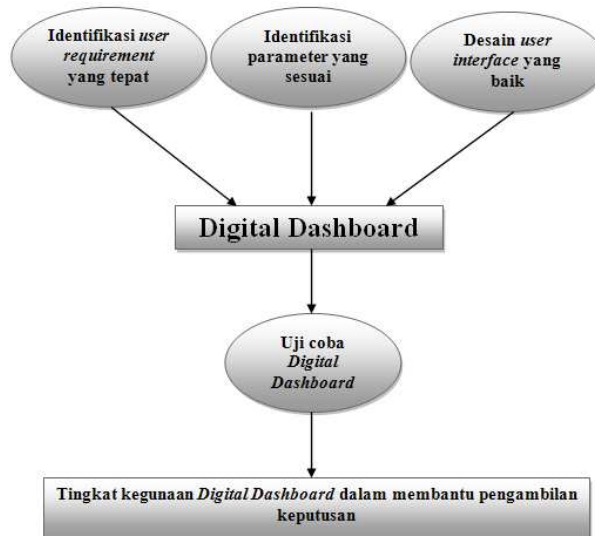 Identifikasi user
requirement
yang tepat
Identifikasi
parameter yang
sesuai
Desain user
interface yang
baik
Digital Dashboard
Uji coba
Digital
Dashboard
Tingkat kegunaan Digital Dashboard dalam membantu pengambilan
keputusan